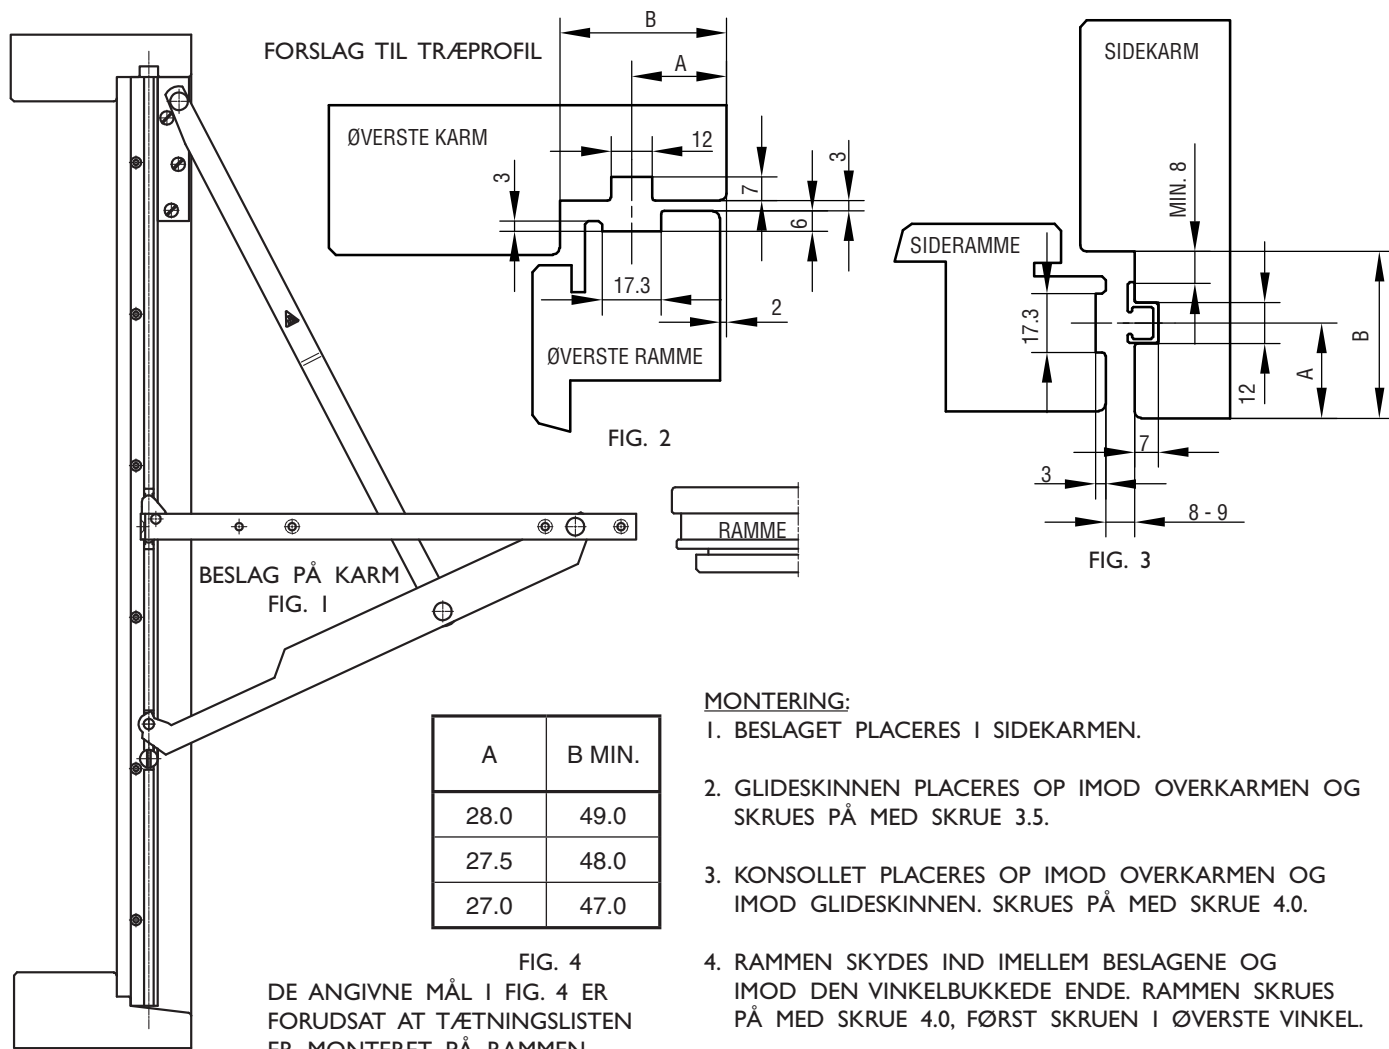 FORSLAG TIL TRÆPROFIL
B
A
ØVERSTE KARM
12
3
7
3
6
17.3
2
ØVERSTE RAMME
FIG. 2
SIDEKARM
MIN. 8
SIDERAMME
17.3
B
A
12
7
3
8 - 9
FIG. 3
RAMME
BESLAG PÅ KARM
FIG. 1
A B MIN.
28.0 49.0
27.5 48.0
27.0 47.0
FIG. 4
DE ANGIVNE MÅL I FIG. 4 ER
FORUDSAT AT TÆTNINGSLISTEN
ER MONTERET PÅ RAMMEN
MONTERING:
1. BESLAGET PLACERES I SIDEKARMEN.
2. GLIDESKINNEN PLACERES OP IMOD OVERKARMEN OG
SKRUES PÅ MED SKRUE 3.5.
3. KONSOLLET PLACERES OP IMOD OVERKARMEN OG
IMOD GLIDESKINNEN. SKRUES PÅ MED SKRUE 4.0.
4. RAMMEN SKYDES IND IMELLEM BESLAGENE OG
IMOD DEN VINKELBUKKEDE ENDE. RAMMEN SKRUES
PÅ MED SKRUE 4.0, FØRST SKRUEN I ØVERSTE VINKEL.